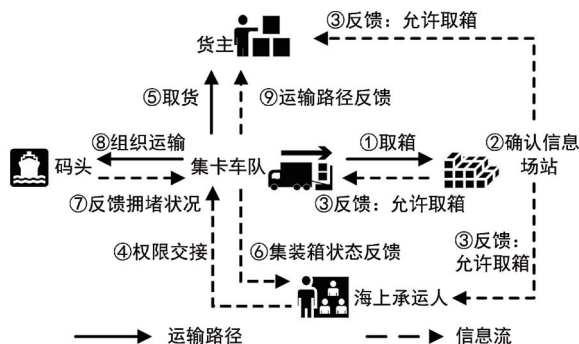 ③反馈：允许取箱
货主
⑤取货
⑨运输路径反馈
⑧组织运输
①取箱
②确认信息
码头
集卡车队
场站
⑦反馈拥堵状况
③反馈：允许取箱
④权限交接
⑥集装箱状态反馈
③反馈：
允许取箱
海上承运人
运输路径
信息流